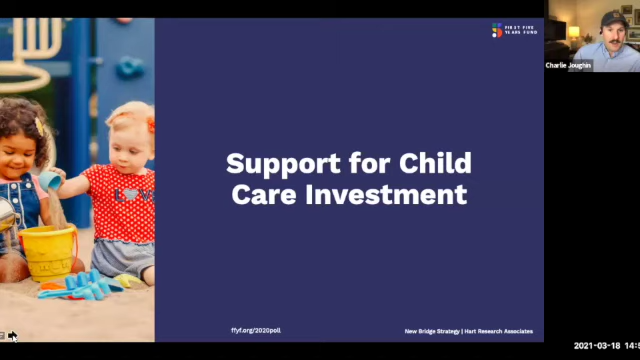 FIRST FIVE
YEARS FUND
Charlie Joughin
Support for Child
Care Investment
ffyf.org/2020poll
New Bridge Strategy | Hart Research Associates
2021-03-18 14:5